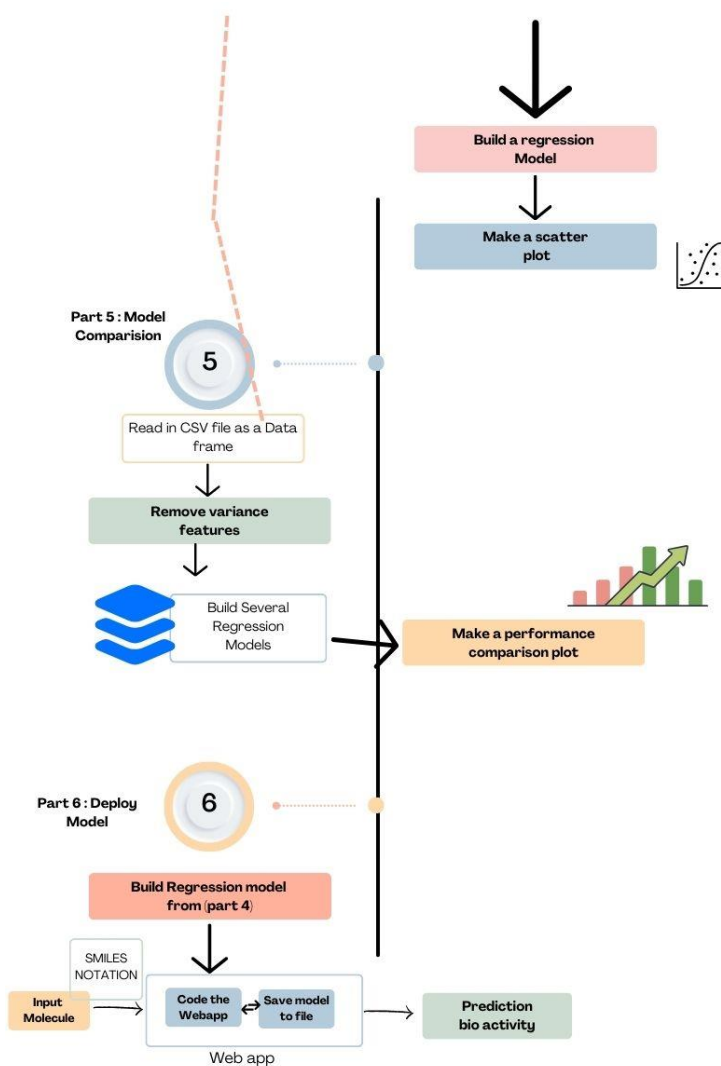 Build a regression
Model
Make a scatter
plot
Part 5 : Model
Comparision
5
Read in CSV file as a Data
frame
Remove variance
features
Build Several
Regression
Models
Make a performance
comparison plot
Part 6 : Deploy
Model
6
Build Regression model
from (part 4)
SMILES
NOTATION
Input
Molecule
Code the
Webapp
Save model
to file
Prediction
bio activity
Web app